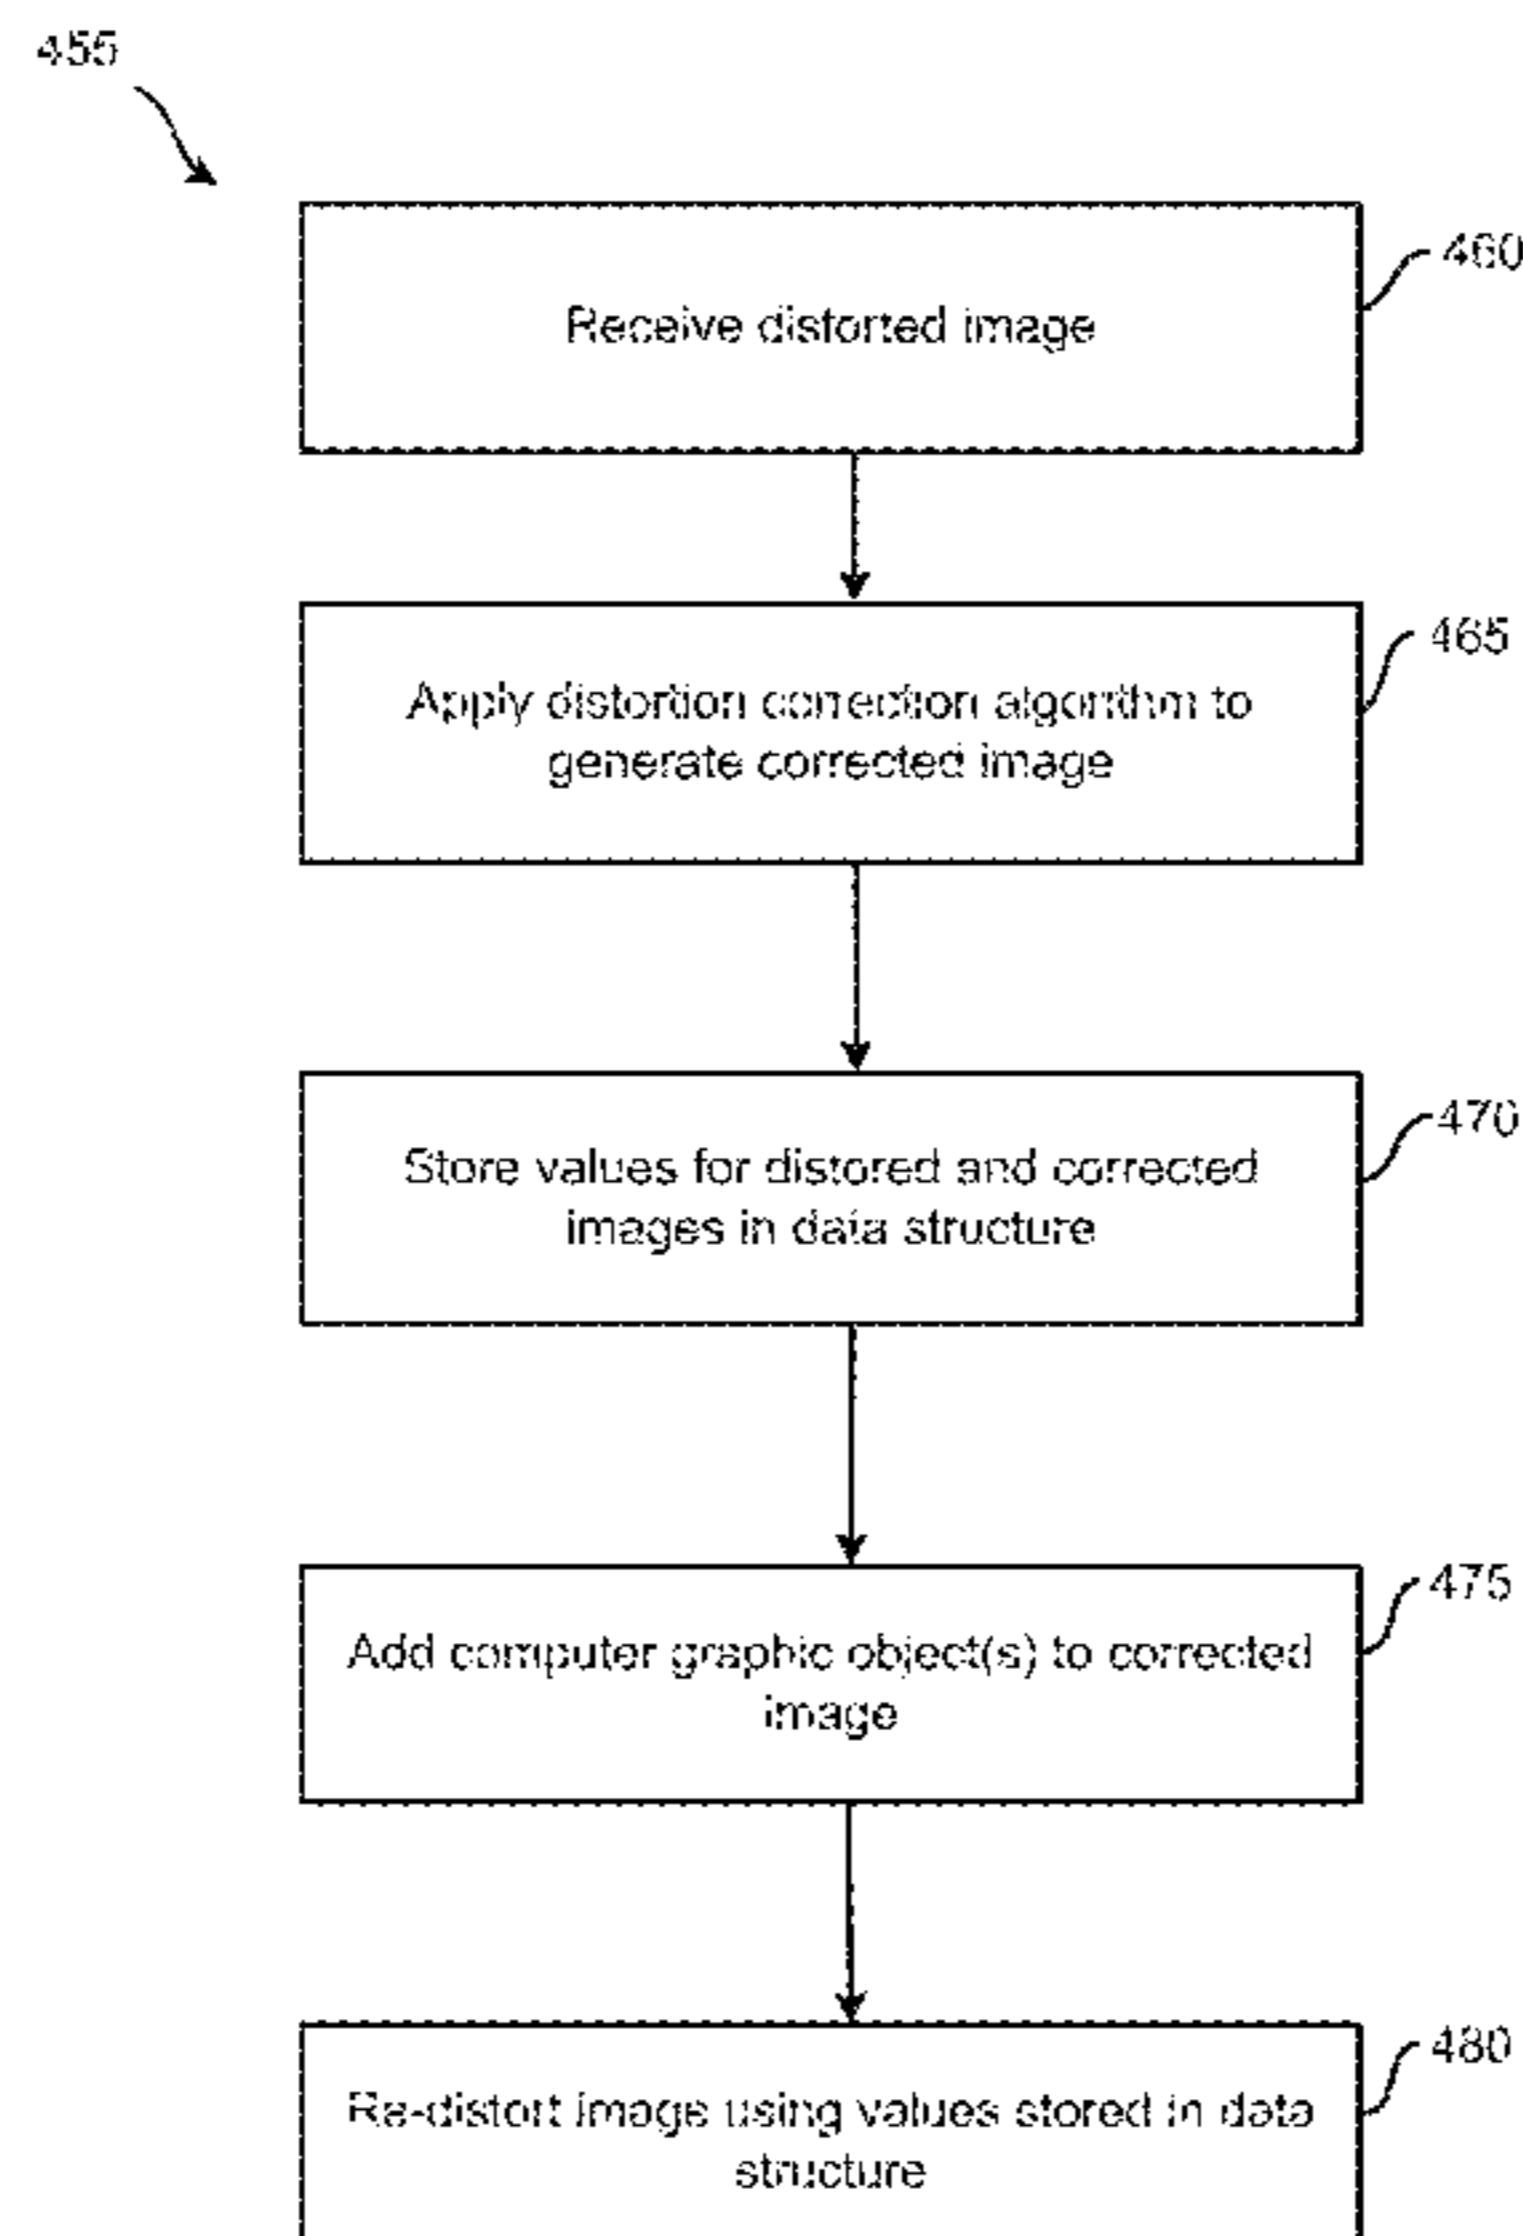 455
460
Receive distorted image
465
Apply distortion correction algorithm to
generate corrected image
470
Store values for distored and corrected
images in data structure
475
Add computer graphic object(s) to corrected
image
480
Re-distort image using values stored in data
structure